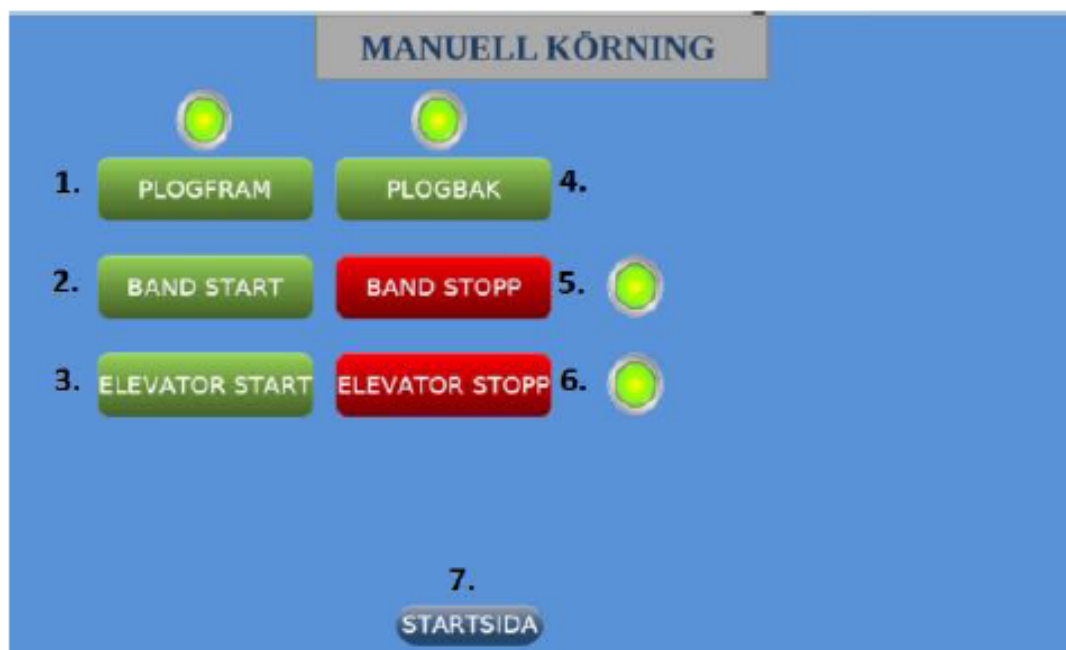 MANUELL KÖRNING
1. PLOGFRAM PLOGBAK 4.
2. BAND START BAND STOPP 5.
3. ELEVATOR START ELEVATOR STOPP 6.
7.
STARTSIDA